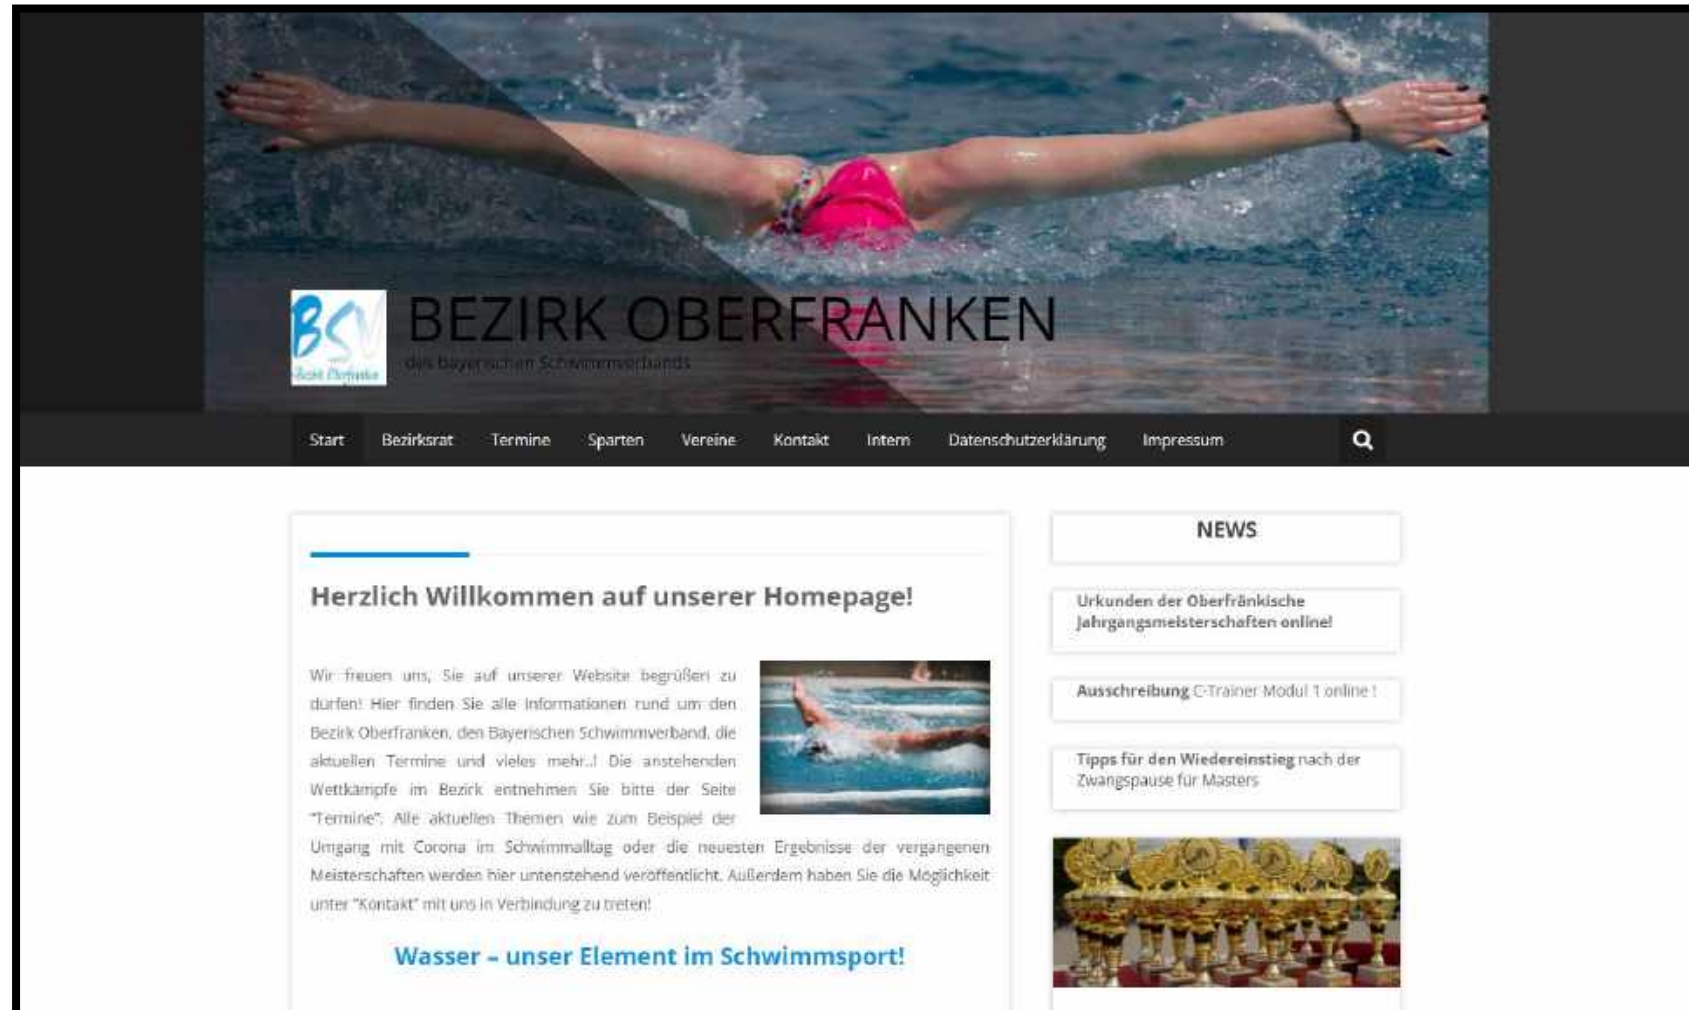 BSV
Bezirk Oberfranken
BEZIRK OBERFRANKEN
des bayerischen Schwimmverbands
Start Bezirksrat Termine Sparten Vereine Kontakt Intern Datenschutzerklärung Impressum
Herzlich Willkommen auf unserer Homepage!
Wir freuen uns, Sie auf unserer Website begrüßen zu
dürfen! Hier finden Sie alle Informationen rund um den
Bezirk Oberfranken, den Bayerischen Schwimmverband, die
aktuellen Termine und vieles mehr..! Die anstehenden
Wettkämpfe im Bezirk entnehmen Sie bitte der Seite
"Termine". Alle aktuellen Themen wie zum Beispiel der
Umgang mit Corona im Schwimmalltag oder die neuesten Ergebnisse der vergangenen
Meisterschaften werden hier untenstehend veröffentlicht. Außerdem haben Sie die Möglichkeit
unter "Kontakt" mit uns in Verbindung zu treten!
Wasser – unser Element im Schwimmsport!
NEWS
Urkunden der Oberfränkische
Jahrgangsmeisterschaften online!
Ausschreibung C-Trainer Modul 1 online !
Tipps für den Wiedereinstieg nach der
Zwangspause für Masters